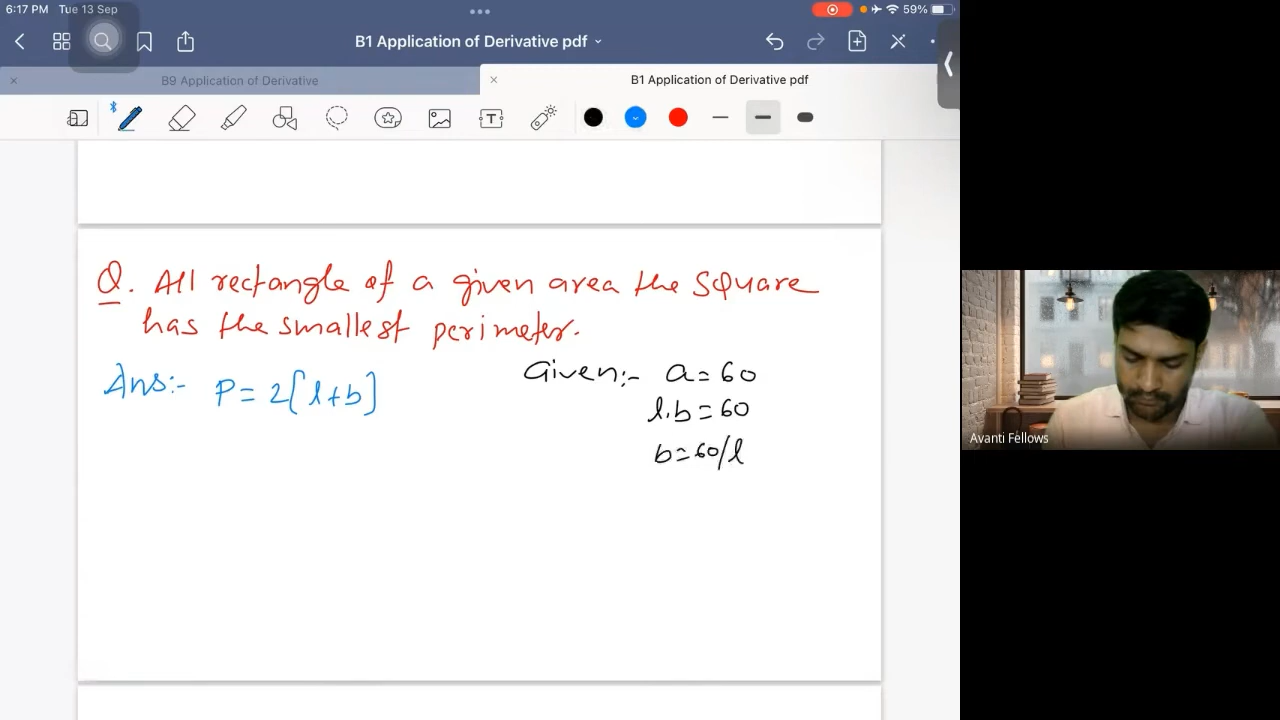 6:17 PM Tue 13 Sep
59%
B1 Application of Derivative pdf
B9 Application of Derivative
B1 Application of Derivative pdf
T
Q. All rectangle of a given area the square
has the smallest perimeter.
Ans:- P = 2[l+b]
Given:- a = 60
l.b = 60
b = 60/l
Avanti Fellows